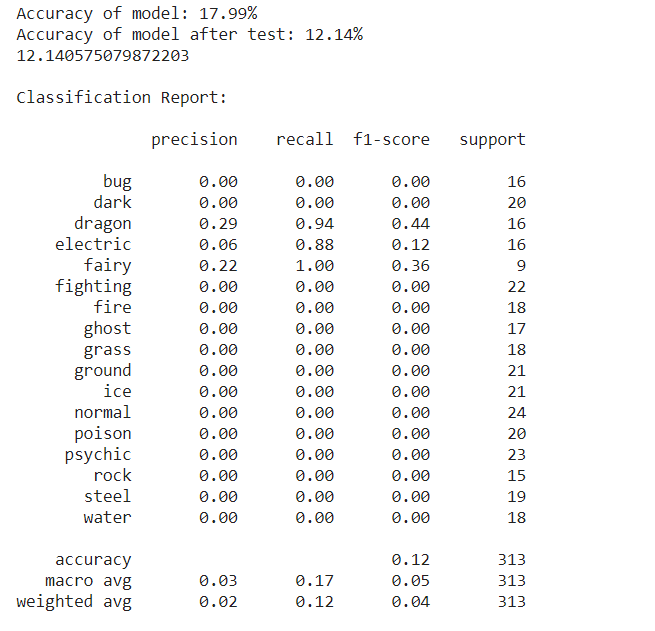 Accuracy of model: 17.99%
Accuracy of model after test: 12.14%
12.140575079872203
Classification Report:
precision recall f1-score support
bug 0.00 0.00 0.00 16
dark 0.00 0.00 0.00 20
dragon 0.29 0.94 0.44 16
electric 0.06 0.88 0.12 16
fairy 0.22 1.00 0.36 9
fighting 0.00 0.00 0.00 22
fire 0.00 0.00 0.00 18
ghost 0.00 0.00 0.00 17
grass 0.00 0.00 0.00 18
ground 0.00 0.00 0.00 21
ice 0.00 0.00 0.00 21
normal 0.00 0.00 0.00 24
poison 0.00 0.00 0.00 20
psychic 0.00 0.00 0.00 23
rock 0.00 0.00 0.00 15
steel 0.00 0.00 0.00 19
water 0.00 0.00 0.00 18
accuracy 0.12 313
macro avg 0.03 0.17 0.05 313
weighted avg 0.02 0.12 0.04 313